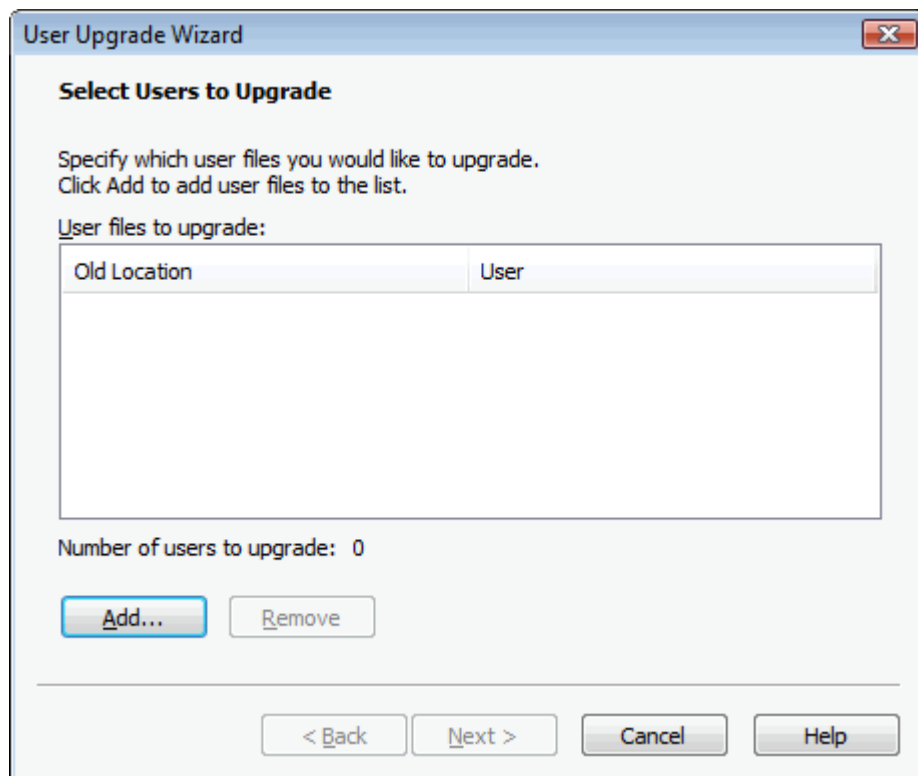 User Upgrade Wizard
Select Users to Upgrade
Specify which user files you would like to upgrade.
Click Add to add user files to the list.
User files to upgrade:
Old Location User
Number of users to upgrade: 0
Add... Remove
< Back Next > Cancel Help